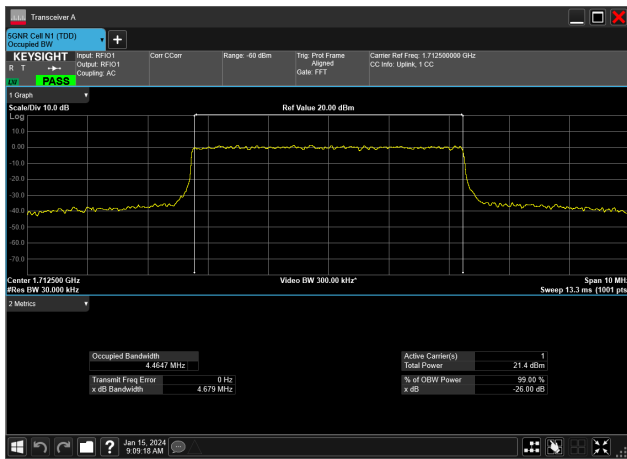 Transceiver A
5GNR Cell N1 (TDD)
Occupied BW
+
KEYSIGHT
R T
LNI
PASS
Input: RFIO1
Output: RFIO1
Coupling: AC
Corr CCorr
Range: -60 dBm
Trig: Prot Frame
Aligned
Gate: FFT
Carrier Ref Freq: 1.712500000 GHz
CC Info: Uplink, 1 CC
1 Graph
Scale/Div 10.0 dB
Ref Value 20.00 dBm
Log
10.0
0.00
-10.0
-20.0
-30.0
-40.0
-50.0
-60.0
-70.0
Center 1.712500 GHz
Video BW 300.00 kHz*
Span 10 MHz
#Res BW 30.000 kHz
Sweep 13.3 ms (1001 pts
2 Metrics
Occupied Bandwidth
4.4647 MHz
Transmit Freq Error 0 Hz
x dB Bandwidth 4.679 MHz
Active Carrier(s) 1
Total Power 21.4 dBm
% of OBW Power 99.00 %
x dB -26.00 dB
?
Jan 15, 2024
9:09:18 AM